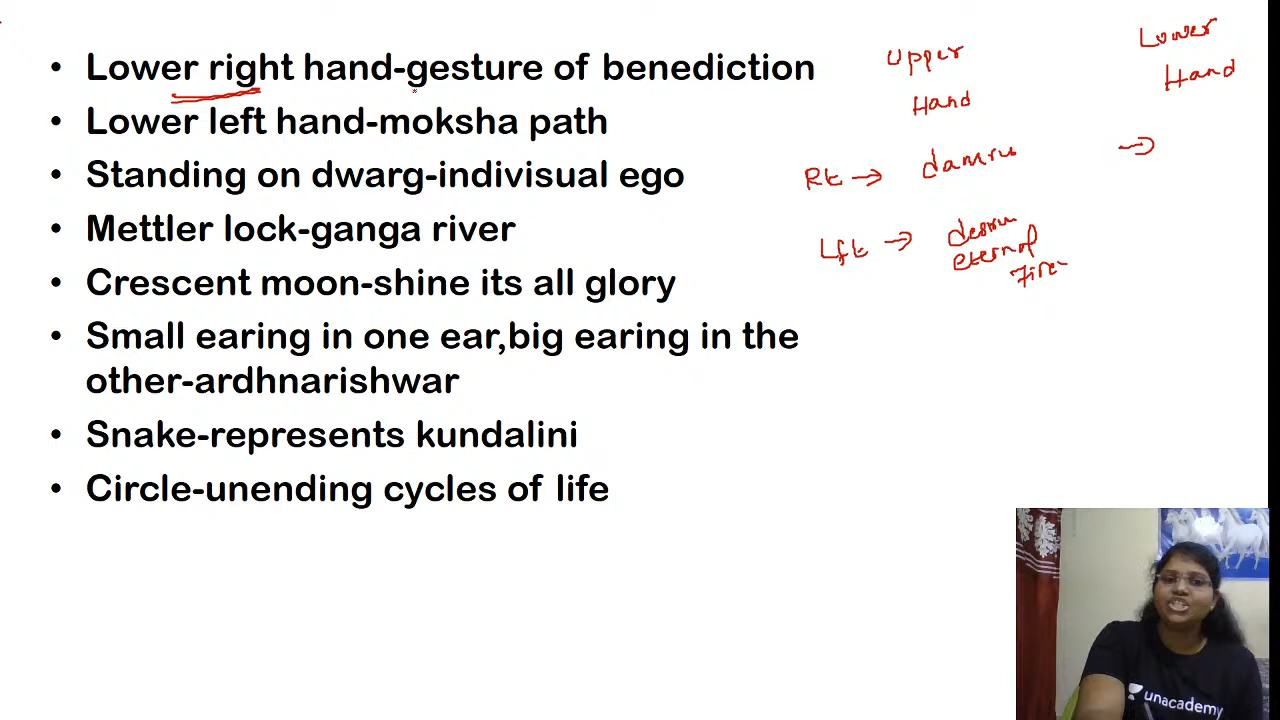 • Lower right hand-gesture of benediction
• Lower left hand-moksha path
• Standing on dwarg-indivisual ego
• Mettler lock-ganga river
• Crescent moon-shine its all glory
• Small earing in one ear,big earing in the
other-ardhnarishwar
• Snake-represents kundalini
• Circle-unending cycles of life
Upper
Hand
Lower
Hand
Rt →
damru
→
Lft →
eternal
Fire
unacademy